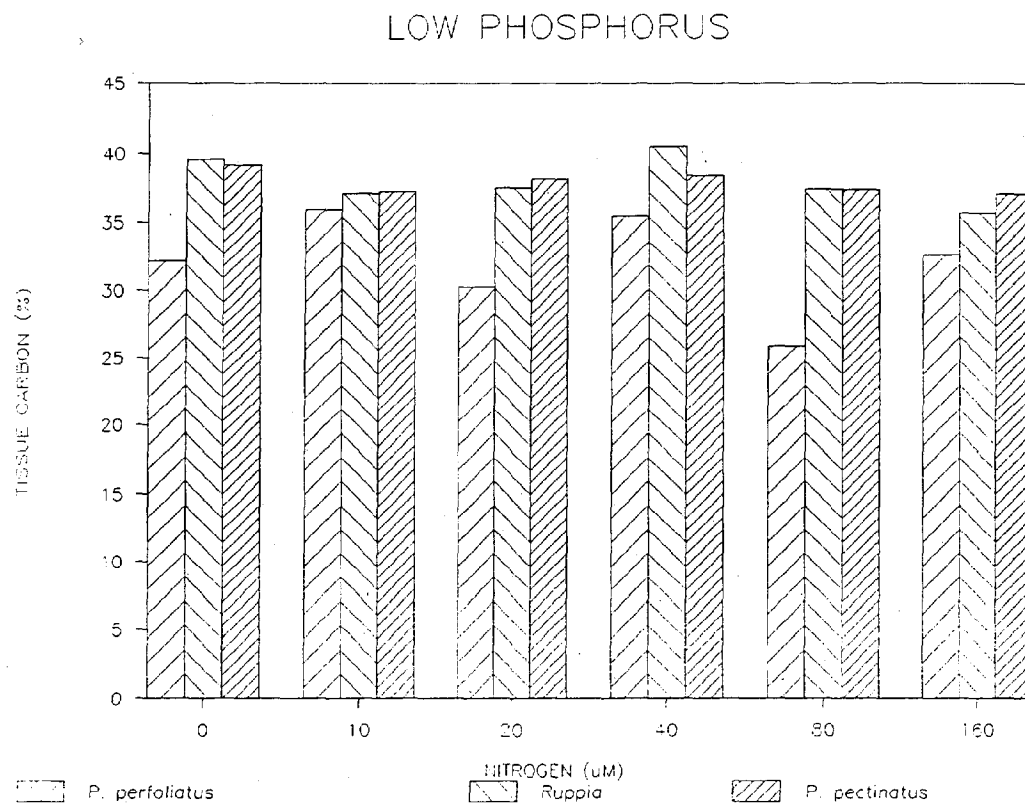 LOW PHOSPHORUS
45
40
35
30
25
20
15
10
5
0
TISSUE CARBON (%)
0 10 20 40 80 160
NITROGEN (uM)
P. perfoliatus Ruppia P. pectinatus